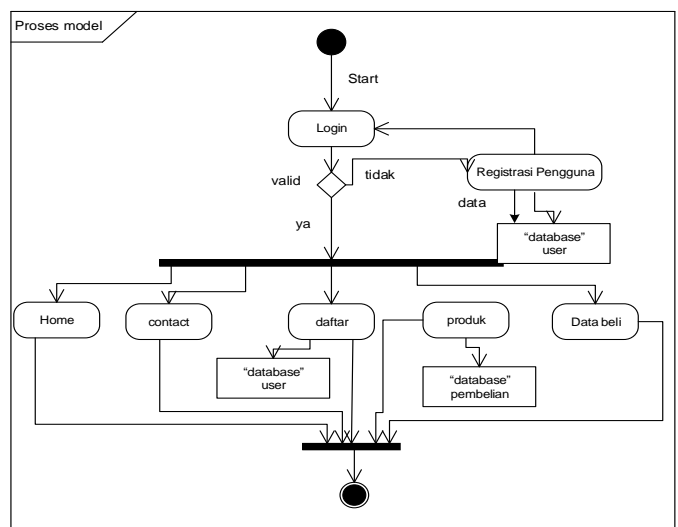 Proses model
Start
Login
valid
tidak
Registrasi Pengguna
data
ya
“database”
user
Home
contact
daftar
produk
Data beli
“database”
user
“database”
pembelian